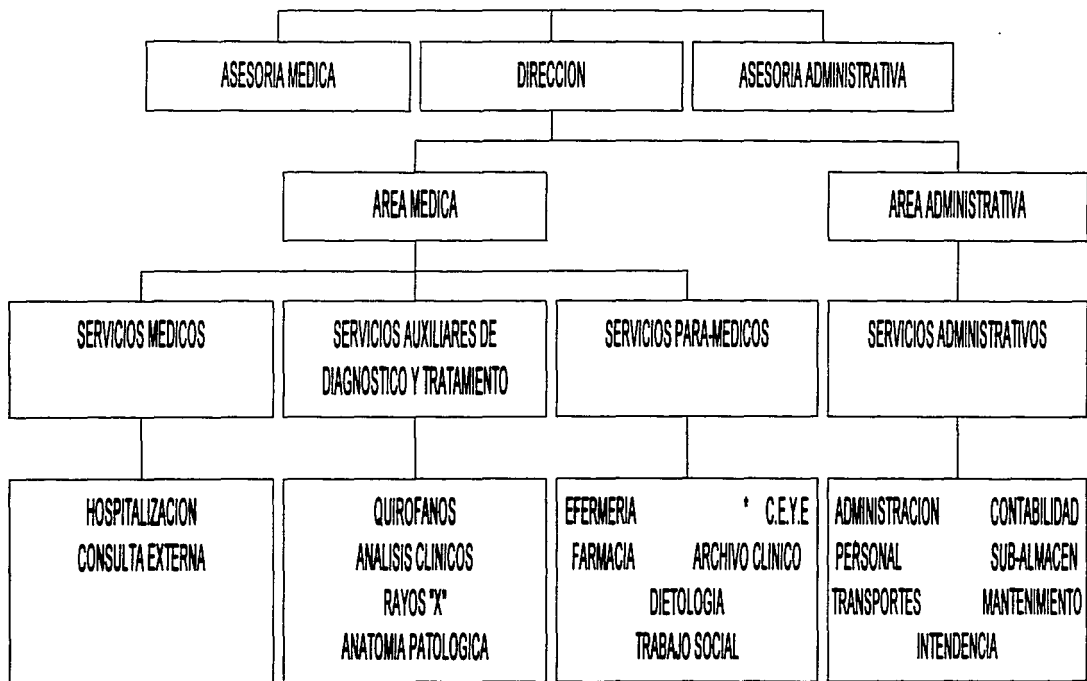 ASESORIA MEDICA
DIRECCION
ASESORIA ADMINISTRATIVA
AREA MEDICA
AREA ADMINISTRATIVA
SERVICIOS MEDICOS
SERVICIOS AUXILIARES DE
DIAGNOSTICO Y TRATAMIENTO
SERVICIOS PARA-MEDICOS
SERVICIOS ADMINISTRATIVOS
HOSPITALIZACION
CONSULTA EXTERNA
QUIROFANOS
ANALISIS CLINICOS
RAYOS "X"
ANATOMIA PATOLOGICA
EFERMERIA * C.E.Y.E
FARMACIA ARCHIVO CLINICO
DIETOLOGIA
TRABAJO SOCIAL
ADMINISTRACION CONTABILIDAD
PERSONAL SUB-ALMACEN
TRANSPORTES MANTENIMIENTO
INTENDENCIA